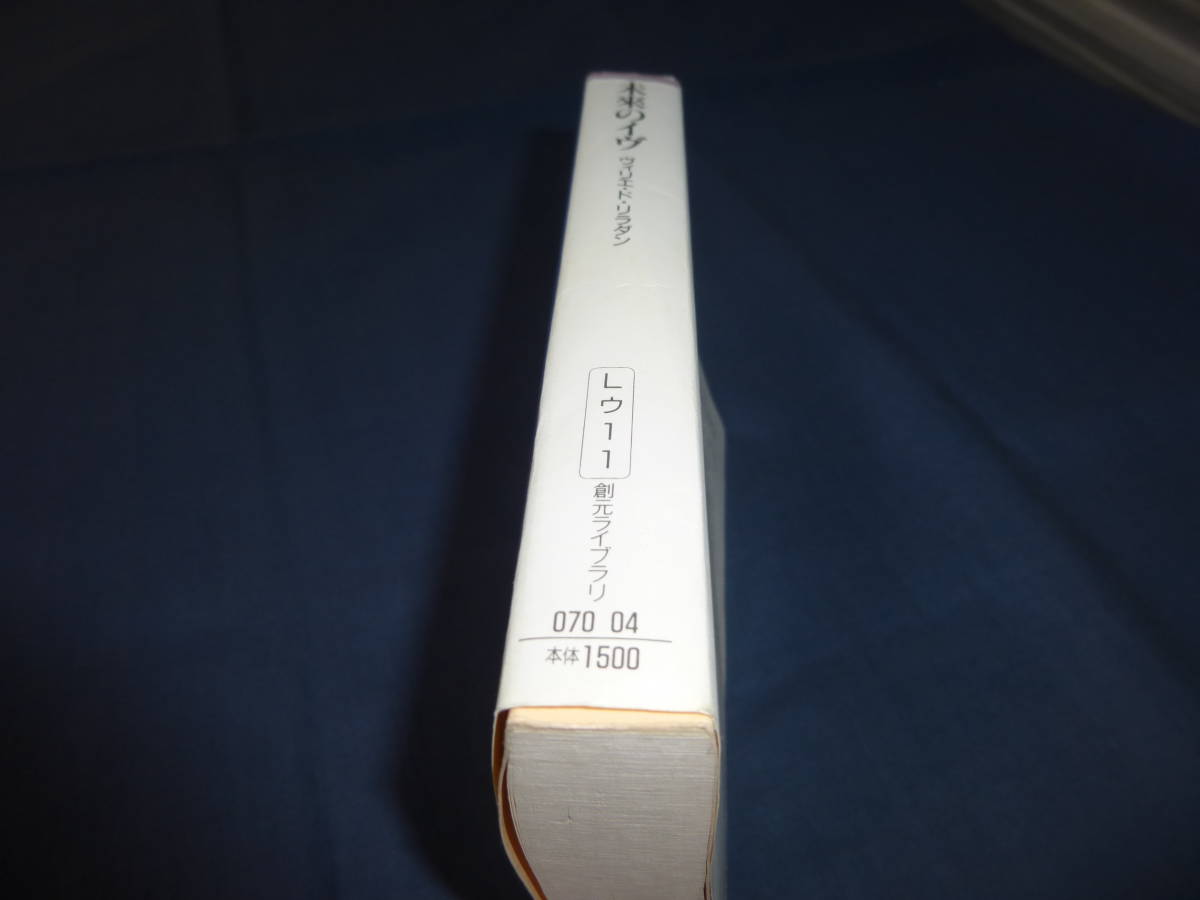 未來のイヴ
ヴィリエ・ド・リラダン
Lウ11
創元ライブラリ
070 04
本体1500